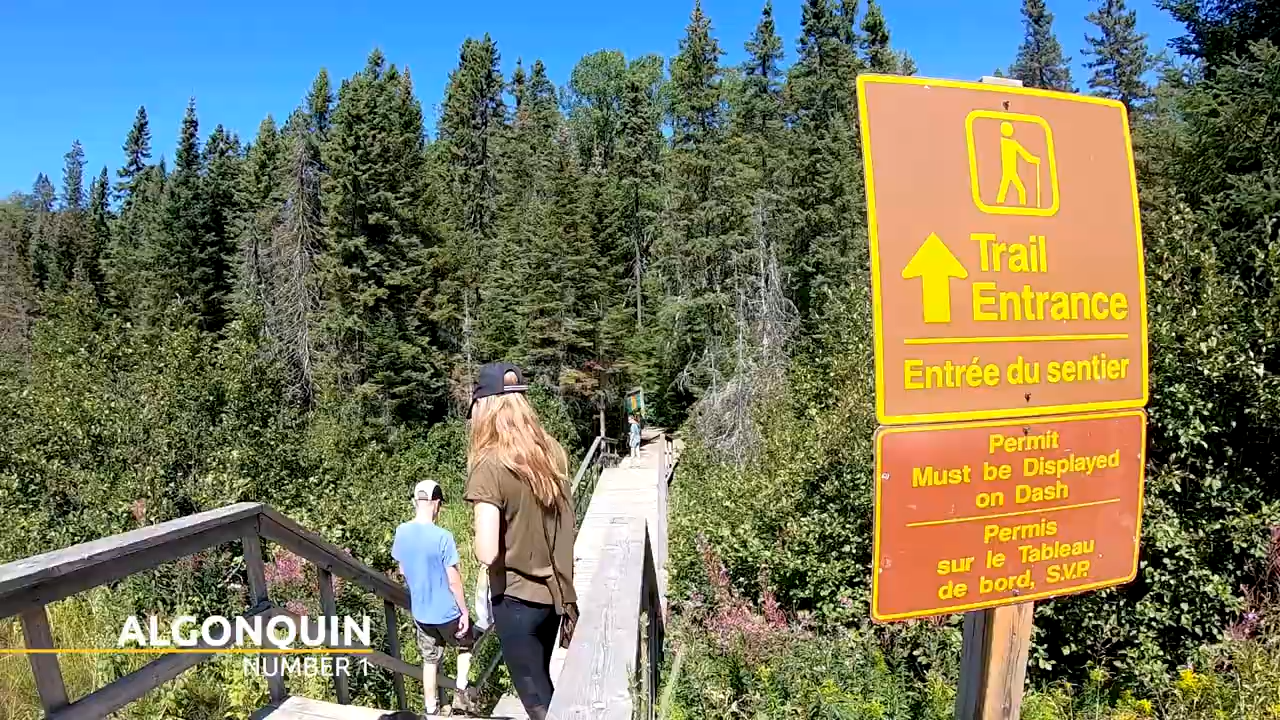 Trail
Entrance
Entrée du sentier
Permit
Must be Displayed
on Dash
Permis
sur le Tableau
de bord, S.V.P.
ALGONQUIN
NUMBER 1